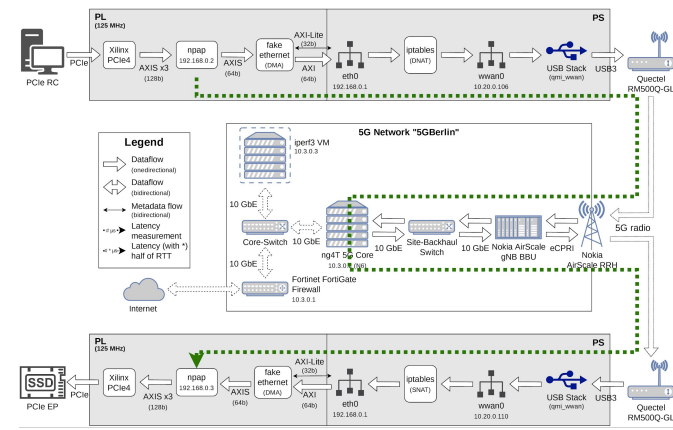 PL
(125 MHz)
PS
PCIe RC
PCIe
Xilinx
PCIe4
AXIS x3
(128b)
npap
192.168.0.2
AXIS
(64b)
fake
ethernet
(DMA)
AXI-Lite
(32b)
AXI
(64b)
eth0
192.168.0.1
iptables
(DNAT)
wwan0
10.20.0.106
USB Stack
(qmi_wwan)
USB3
Quectel
RM500Q-GL
Legend
Dataflow
(onedirectional)
Dataflow
(bidirectional)
Metadata flow
(bidirectional)
Latency
measurement
Latency (with *)
half of RTT
5G Network "5GBerlin"
iperf3 VM
10.3.0.3
10 GbE
Core-Switch
10 GbE
ng4T 5G Core
(N6)
10 GbE
Site-Backhaul
Switch
10 GbE
Nokia AirScale
gNB BBU
eCPRI
Nokia
AirScale RRH
5G radio
10 GbE
Fortinet FortiGate
Firewall
10.3.0.1
Internet
PL
(125 MHz)
PS
PCIe EP
SSD
PCIe
Xilinx
PCIe4
AXIS x3
(128b)
npap
192.168.0.3
AXIS
(64b)
fake
ethernet
(DMA)
AXI-Lite
(32b)
AXI
(64b)
eth0
192.168.0.1
iptables
(SNAT)
wwan0
10.20.0.110
USB Stack
(qmi_wwan)
USB3
Quectel
RM500Q-GL